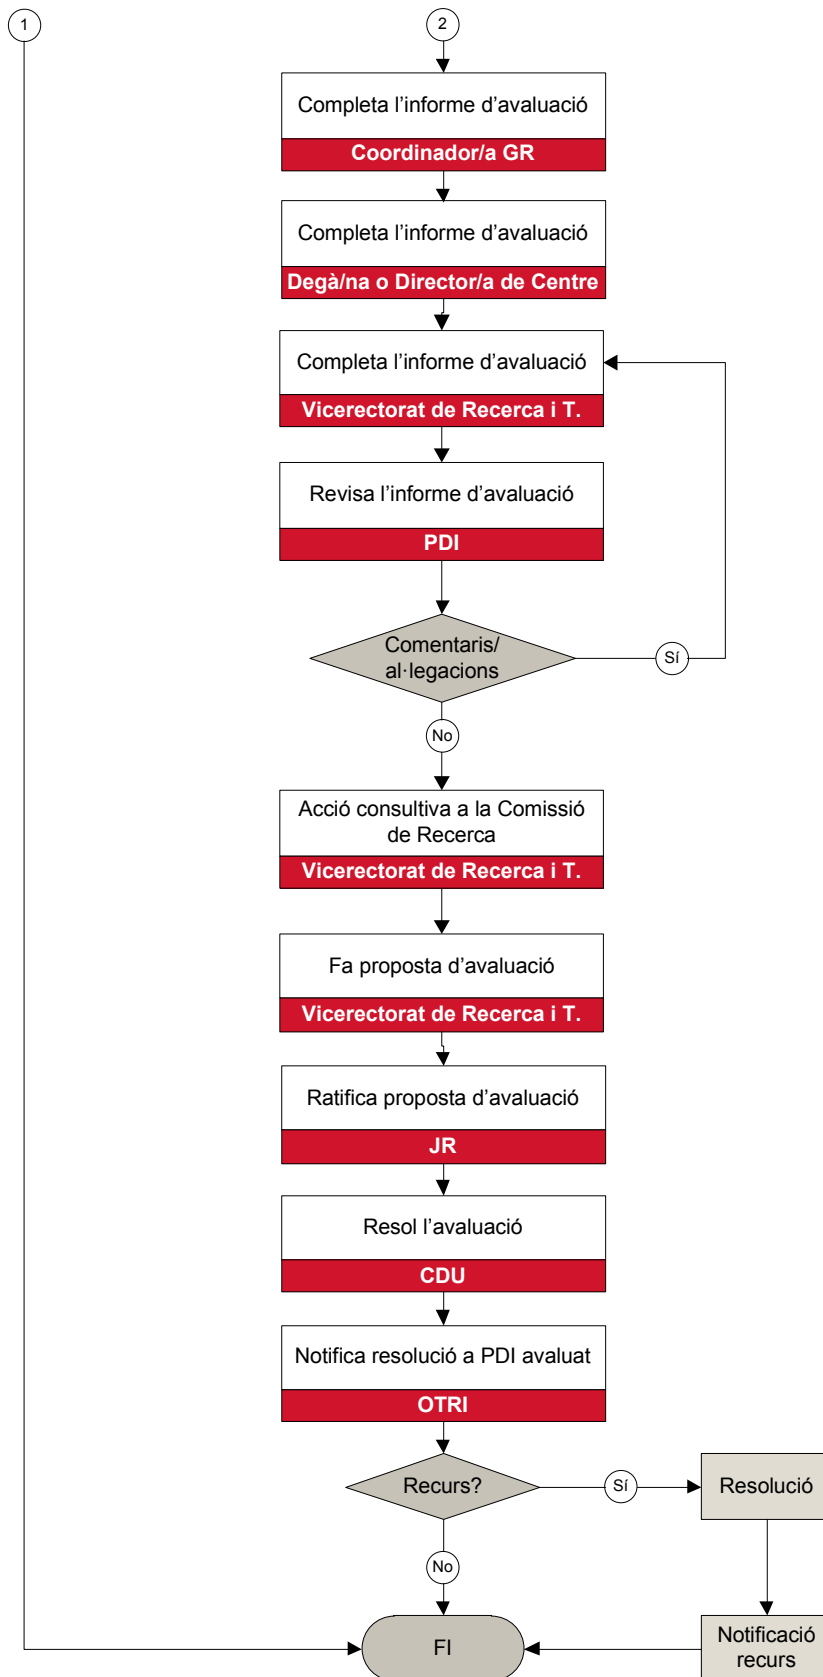 1
2
Completa l’informe d’avaluació
Coordinador/a GR
Completa l’informe d’avaluació
Degà/na o Director/a de Centre
Completa l’informe d’avaluació
Vicerectorat de Recerca i T.
Revisa l’informe d’avaluació
PDI
Comentaris/
al·legacions
Sí
No
Acció consultiva a la Comissió
de Recerca
Vicerectorat de Recerca i T.
Fa proposta d’avaluació
Vicerectorat de Recerca i T.
Ratifica proposta d’avaluació
JR
Resol l’avaluació
CDU
Notifica resolució a PDI avaluat
OTRI
Recurs?
Sí
Resolució
No
FI
Notificació
recurs